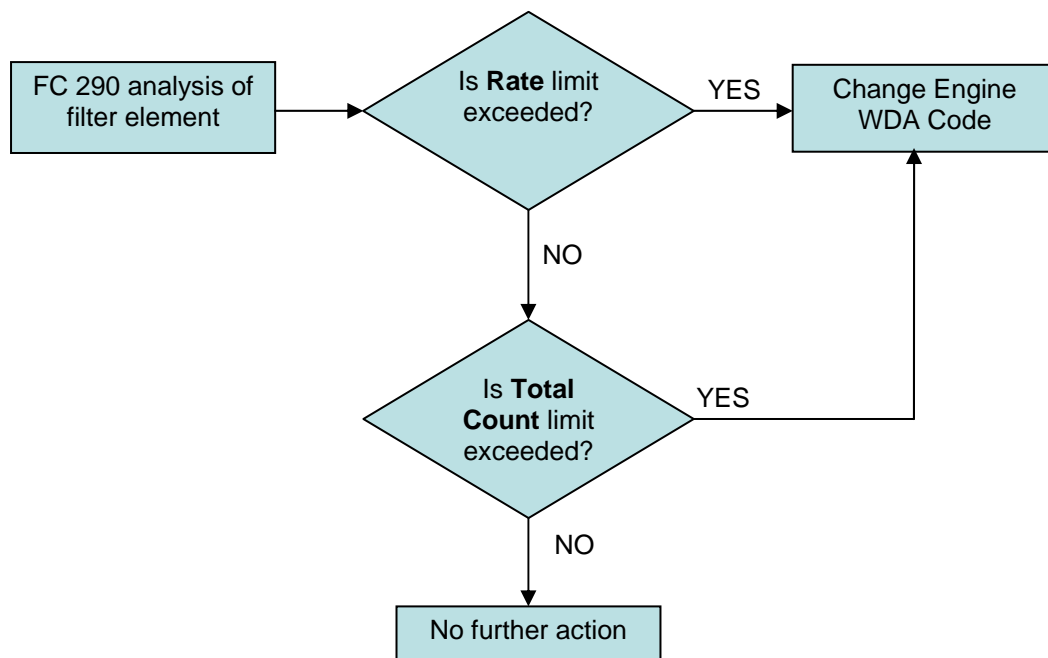 FC 290 analysis of
filter element
Is Rate limit
exceeded?
YES
Change Engine
WDA Code
NO
Is Total
Count limit
exceeded?
YES
NO
No further action